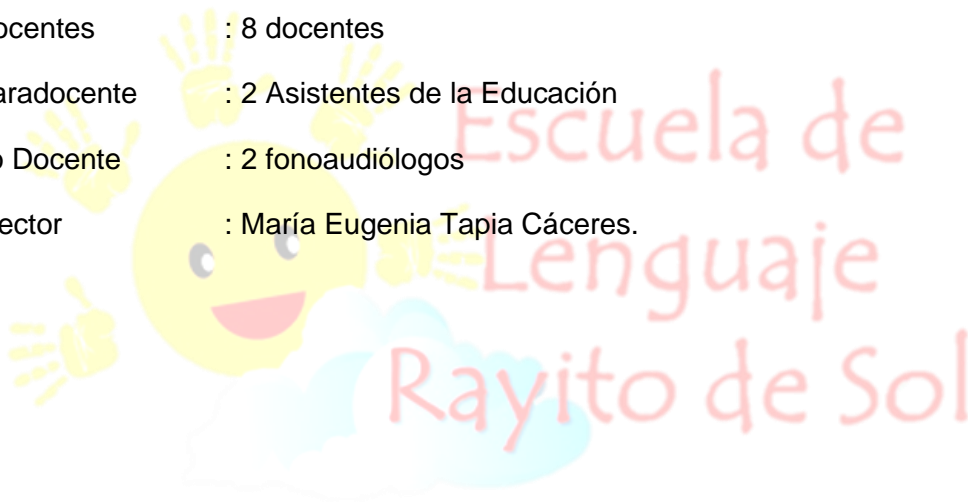 ocentes : 8 docentes
aradocente : 2 Asistentes de la Educación
o Docente : 2 fonoaudiólogos
ector : María Eugenia Tapia Cáceres.
Escuela de
Lenguaje
Rayito de Sol